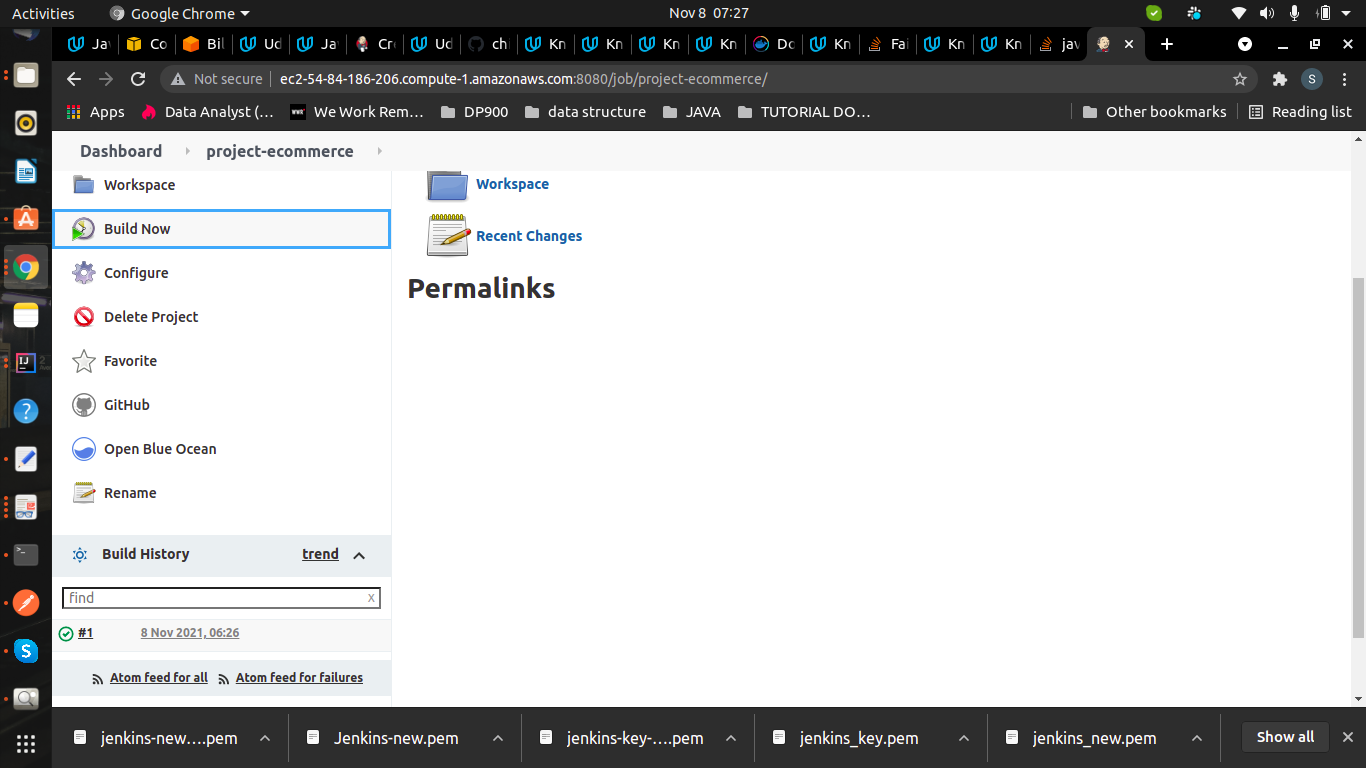 Activities Google Chrome Nov 8 07:27
Jav Co Bil Ud Jav Cre Ud ch Kn Kn Kn Kn Do Kn Fai Kn Kn jav
Not secure ec2-54-84-186-206.compute-1.amazonaws.com:8080/job/project-ecommerce/ S
Apps Data Analyst (… We Work Rem… DP900 data structure JAVA TUTORIAL DO… Other bookmarks Reading list
Dashboard project-ecommerce
Workspace
Build Now
Configure
Delete Project
Favorite
GitHub
Open Blue Ocean
Rename
Build History trend
find x
#1 8 Nov 2021, 06:26
Atom feed for all Atom feed for failures
Workspace
Recent Changes
Permalinks
jenkins-new….pem Jenkins-new.pem jenkins-key-….pem jenkins_key.pem jenkins_new.pem Show all